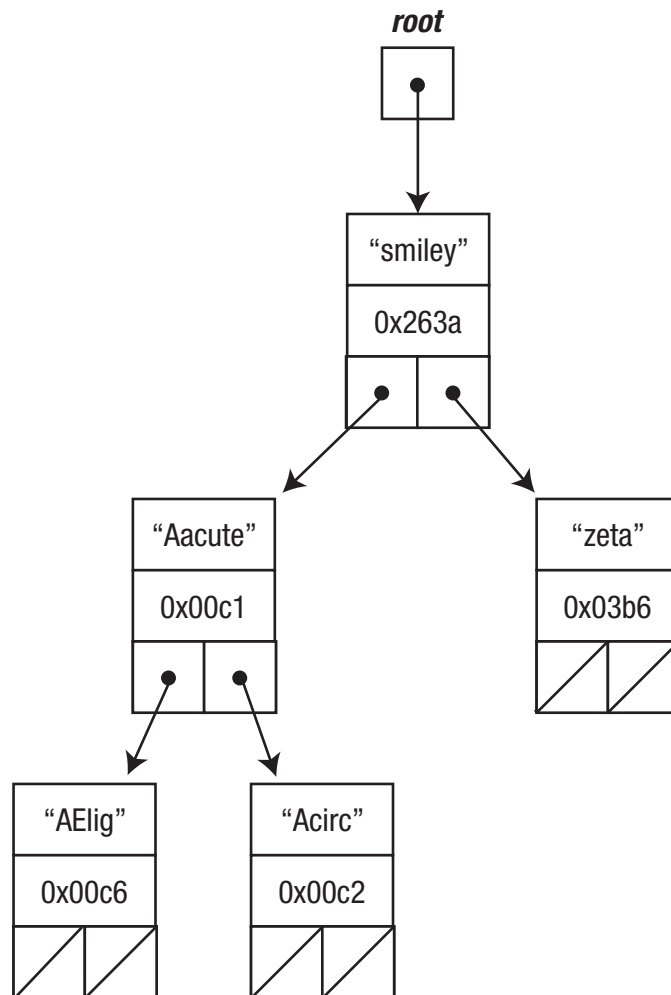 root
“smiley”
0x263a
“Aacute”
“zeta”
0x00c1
0x03b6
“AElig”
“Acirc”
0x00c6
0x00c2